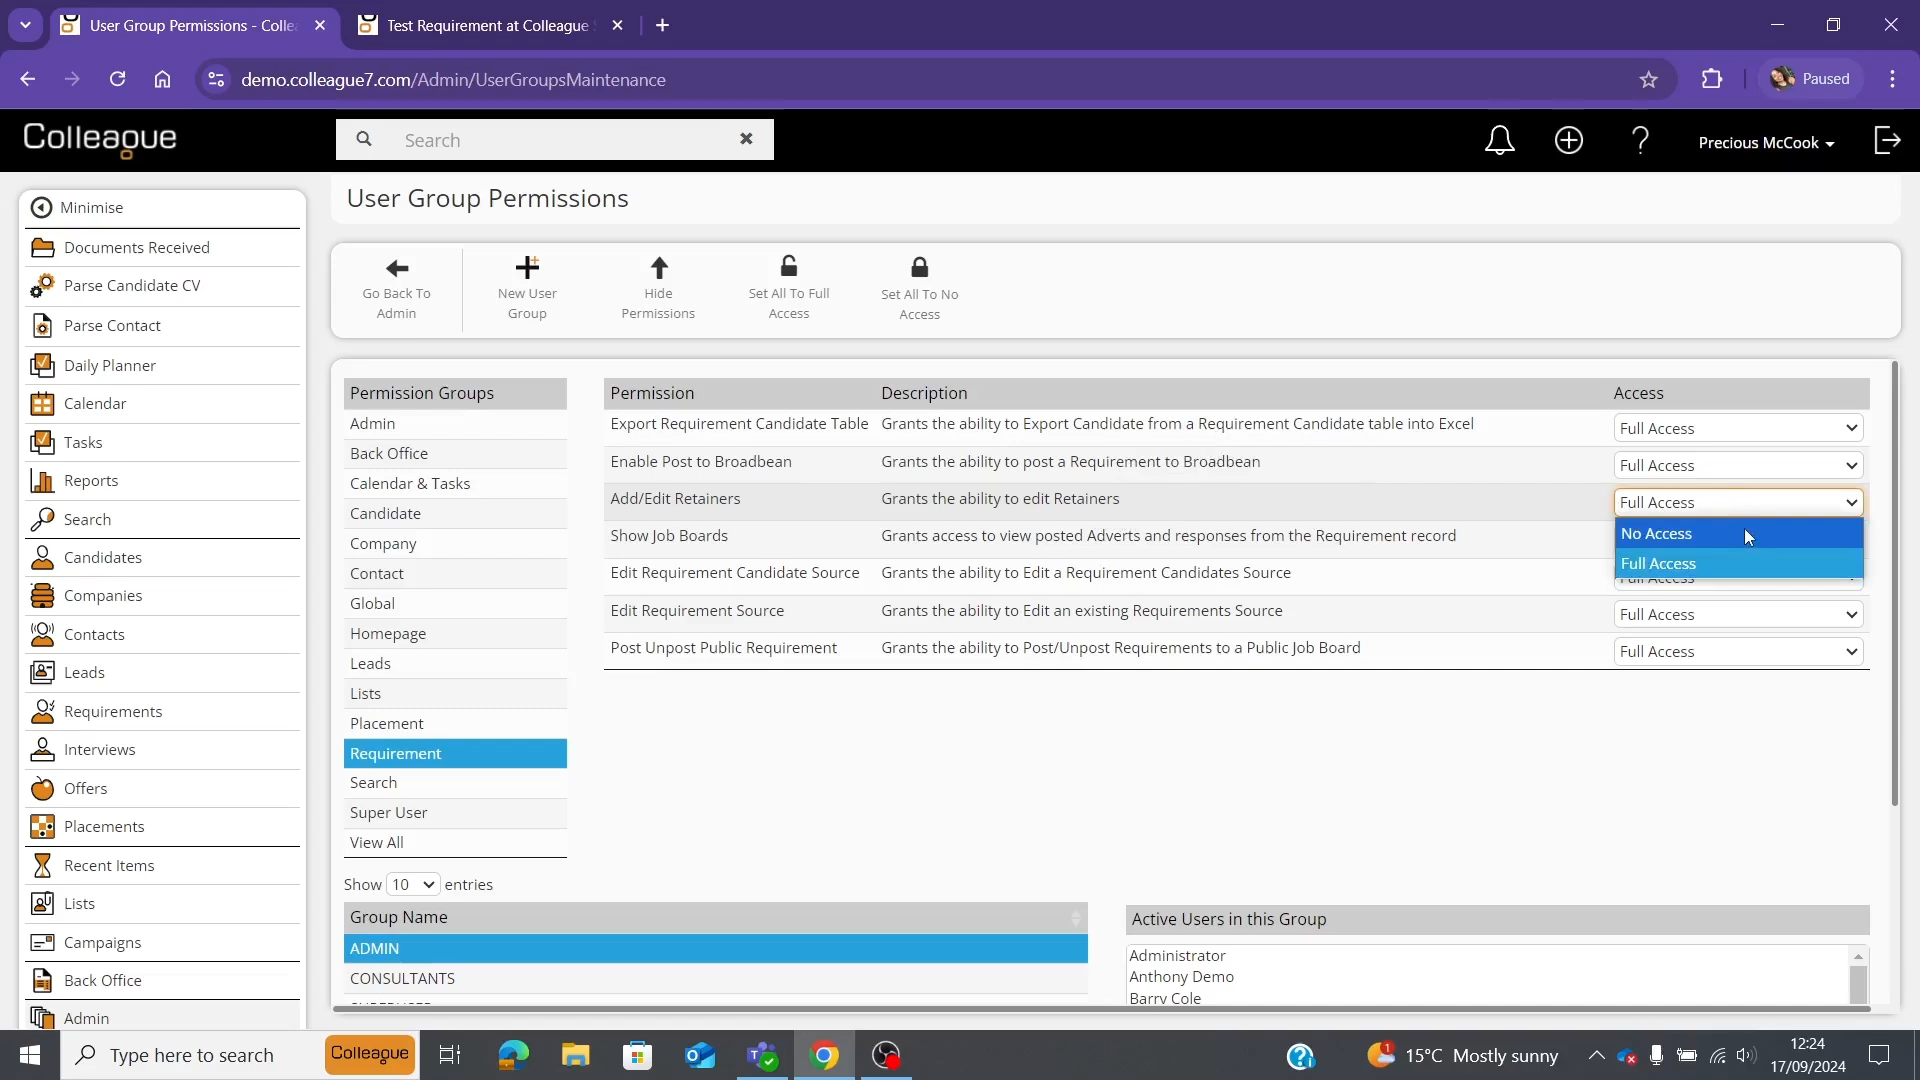 User Group Permissions - Colle
Test Requirement at Colleague
demo.colleague7.com/Admin/UserGroupsMaintenance
Paused
Colleague
Search
Precious McCook
Minimise
Documents Received
Parse Candidate CV
Parse Contact
Daily Planner
Calendar
Tasks
Reports
Search
Candidates
Companies
Contacts
Leads
Requirements
Interviews
Offers
Placements
Recent Items
Lists
Campaigns
Back Office
Admin
User Group Permissions
Go Back To
Admin
New User
Group
Hide
Permissions
Set All To Full
Access
Set All To No
Access
Permission Groups
Admin
Back Office
Calendar & Tasks
Candidate
Company
Contact
Global
Homepage
Leads
Lists
Placement
Requirement
Search
Super User
View All
Permission Description Access
Export Requirement Candidate Table Grants the ability to Export Candidate from a Requirement Candidate table into Excel Full Access
Enable Post to Broadbean Grants the ability to post a Requirement to Broadbean Full Access
Add/Edit Retainers Grants the ability to edit Retainers Full Access
No Access
Full Access
Show Job Boards Grants access to view posted Adverts and responses from the Requirement record
Edit Requirement Candidate Source Grants the ability to Edit a Requirement Candidates Source Full Access
Edit Requirement Source Grants the ability to Edit an existing Requirements Source Full Access
Post Unpost Public Requirement Grants the ability to Post/Unpost Requirements to a Public Job Board Full Access
Show 10 entries
Group Name
ADMIN
CONSULTANTS
Active Users in this Group
Administrator
Anthony Demo
Barry Cole
Type here to search
Colleague
1
15°C Mostly sunny
12:24
17/09/2024